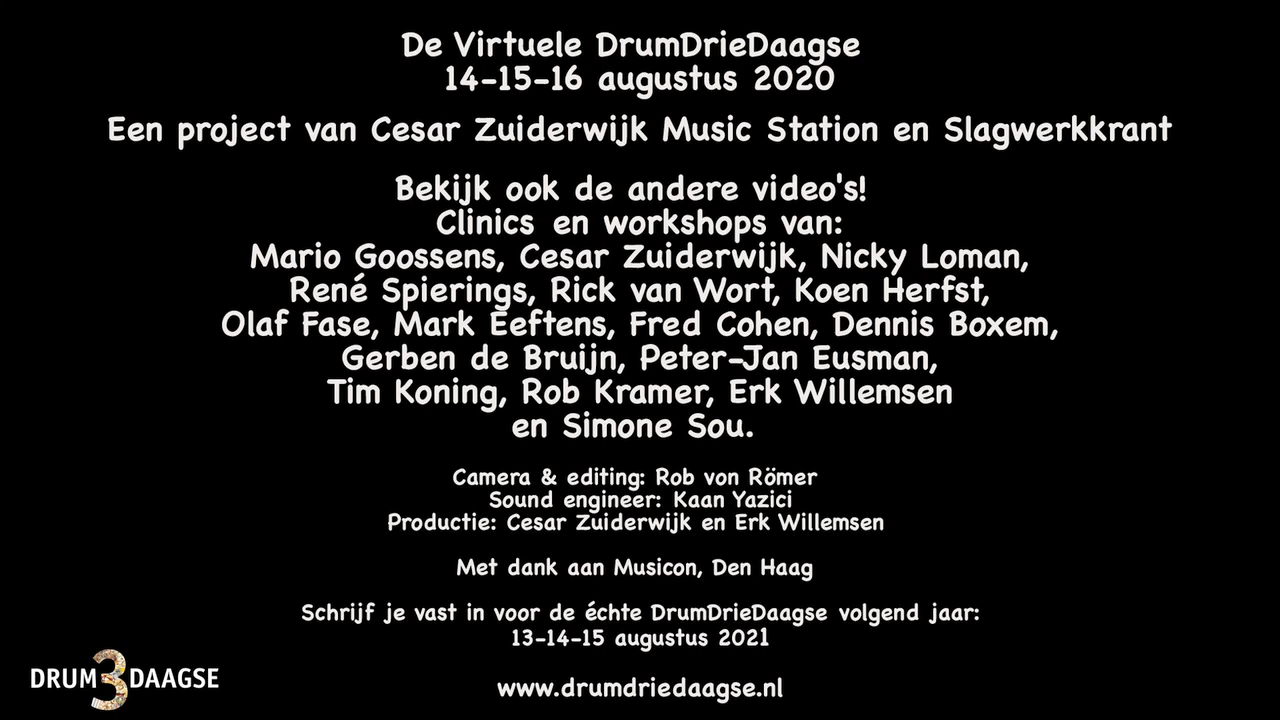 De Virtuele DrumDrieDaagse
14-15-16 augustus 2020
Een project van Cesar Zuiderwijk Music Station en Slagwerkkrant
Bekijk ook de andere video's!
Clinics en workshops van:
Mario Goossens, Cesar Zuiderwijk, Nicky Loman,
René Spierings, Rick van Wort, Koen Herfst,
Olaf Fase, Mark Eeftens, Fred Cohen, Dennis Boxem,
Gerben de Bruijn, Peter-Jan Eusman,
Tim Koning, Rob Kramer, Erk Willemsen
en Simone Sou.
Camera & editing: Rob von Römer
Sound engineer: Kaan Yazici
Productie: Cesar Zuiderwijk en Erk Willemsen
Met dank aan Musicon, Den Haag
Schrijf je vast in voor de échte DrumDrieDaagse volgend jaar:
13-14-15 augustus 2021
DRUM3DAAGSE
www.drumdriedaagse.nl